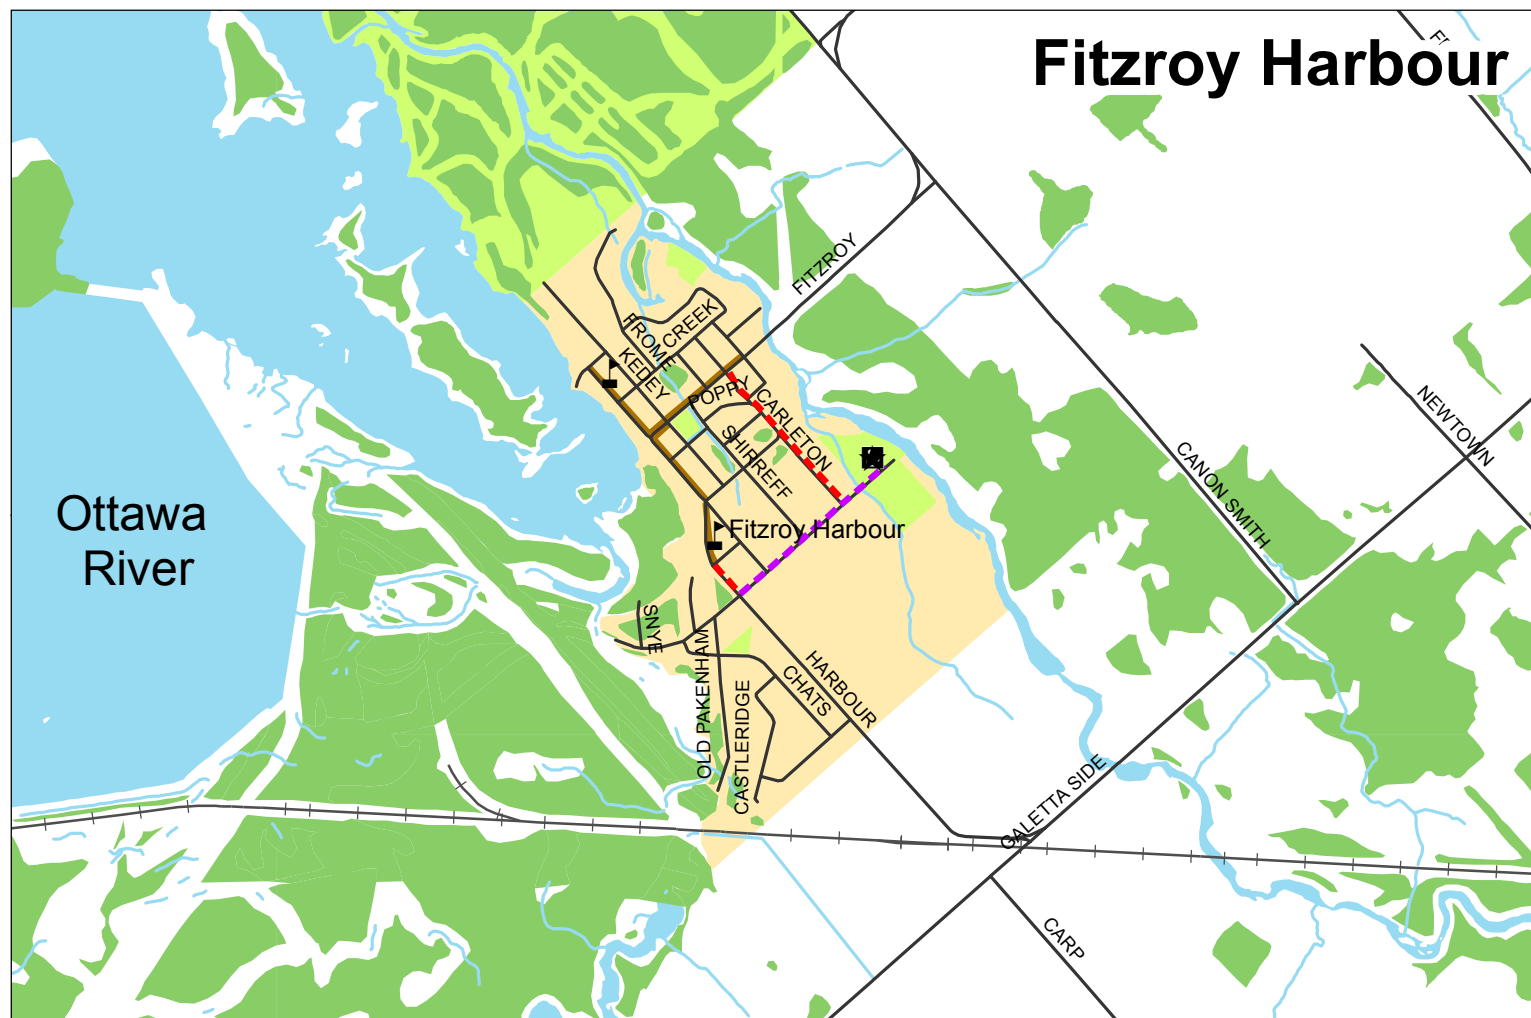 Fitzroy Harbour
FITZROY
CREEK
FROME
KEDEY
POPPY
CARLETON
SHIRREFF
NEWTOWN
CANON SMITH
Ottawa
River
Fitzroy Harbour
SNYE
OLD PAKENHAM
CASTLERIDGE
HARBOUR
CHATS
GALETTA SIDE
CARP